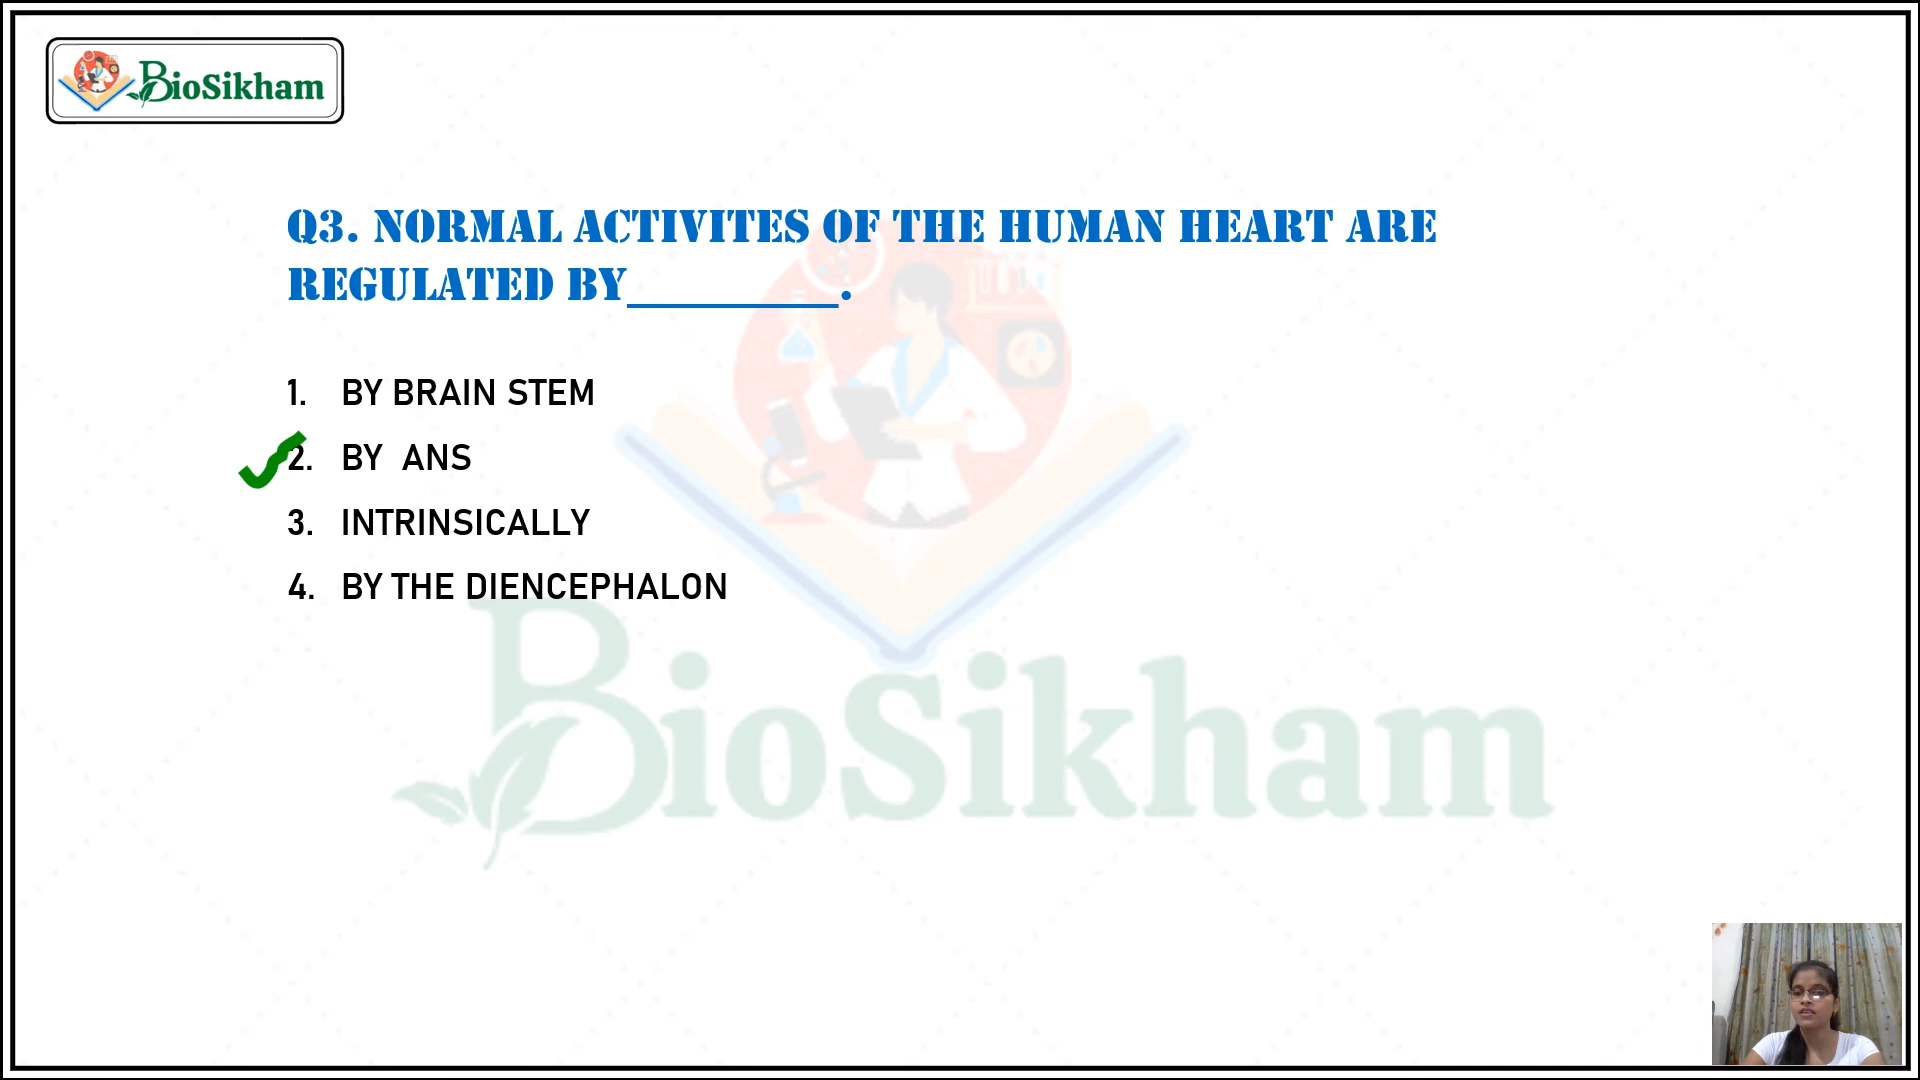 BioSikham
Q3. NORMAL ACTIVITES OF THE HUMAN HEART ARE
REGULATED BY__________.
1. BY BRAIN STEM
2. BY ANS
3. INTRINSICALLY
4. BY THE DIENCEPHALON
BioSikham